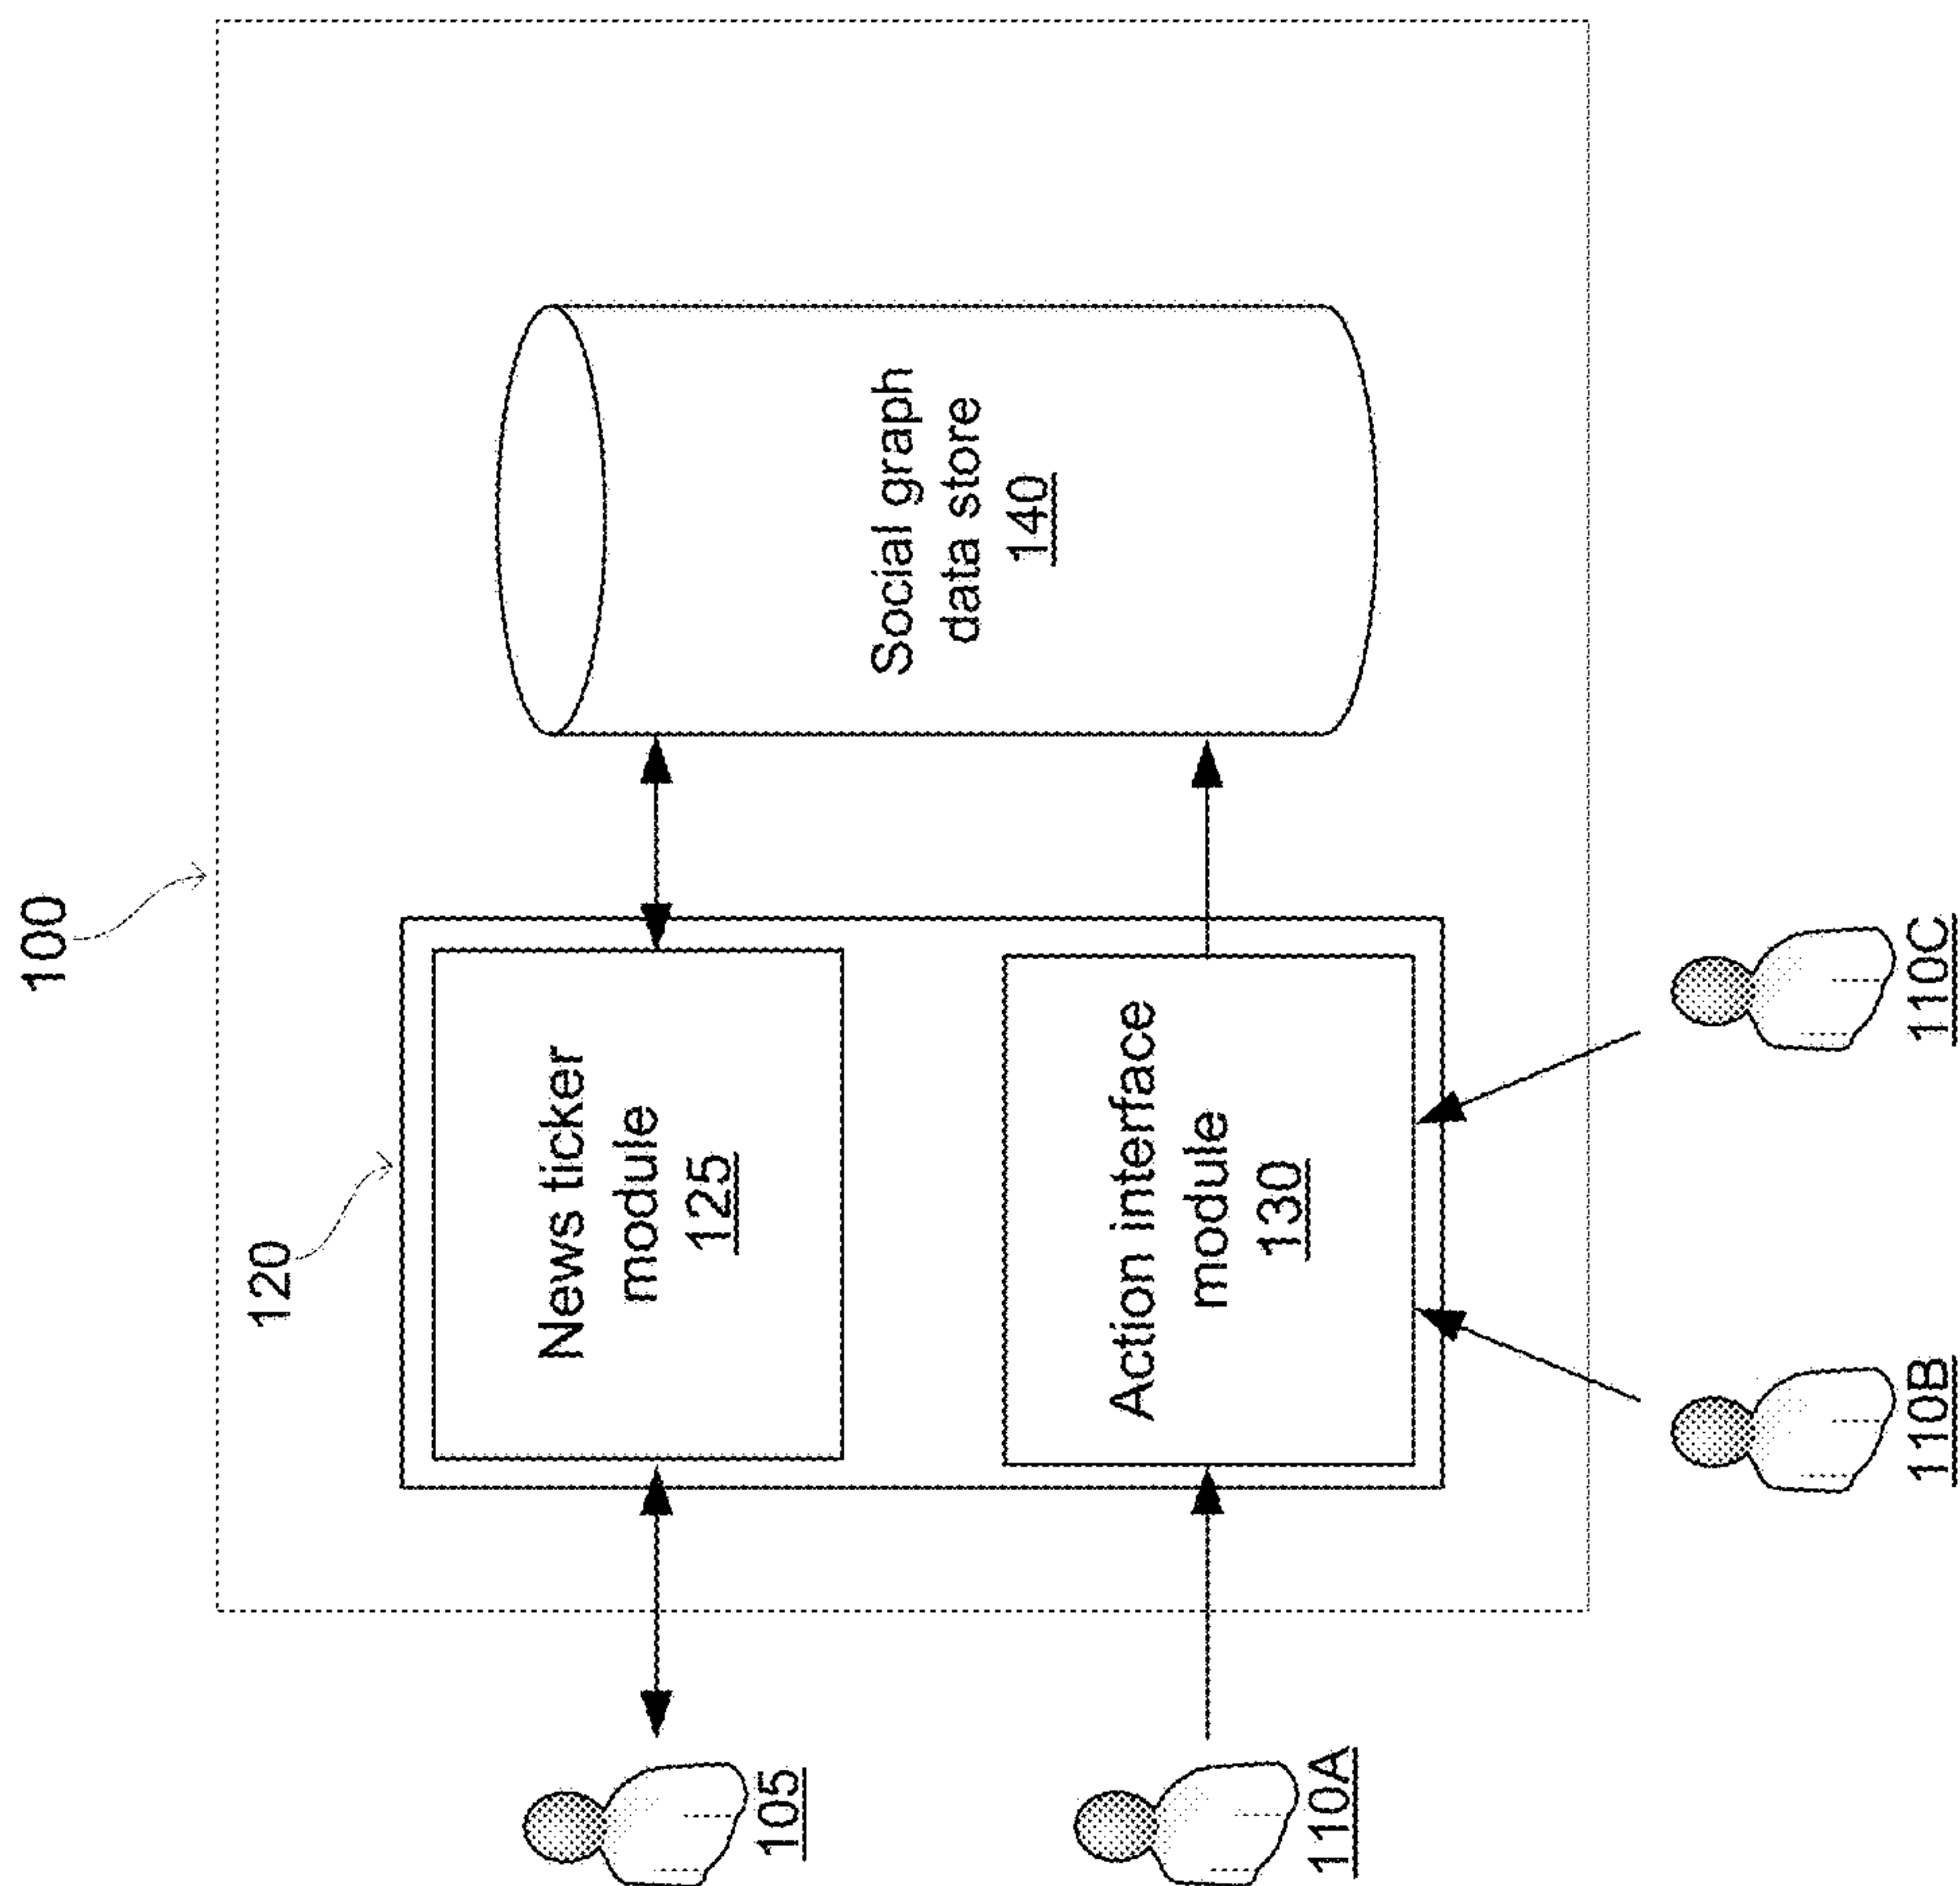 100
120
News ticker
module
125
Social graph
data store
140
Action interface
module
130
105
110A
110B
110C